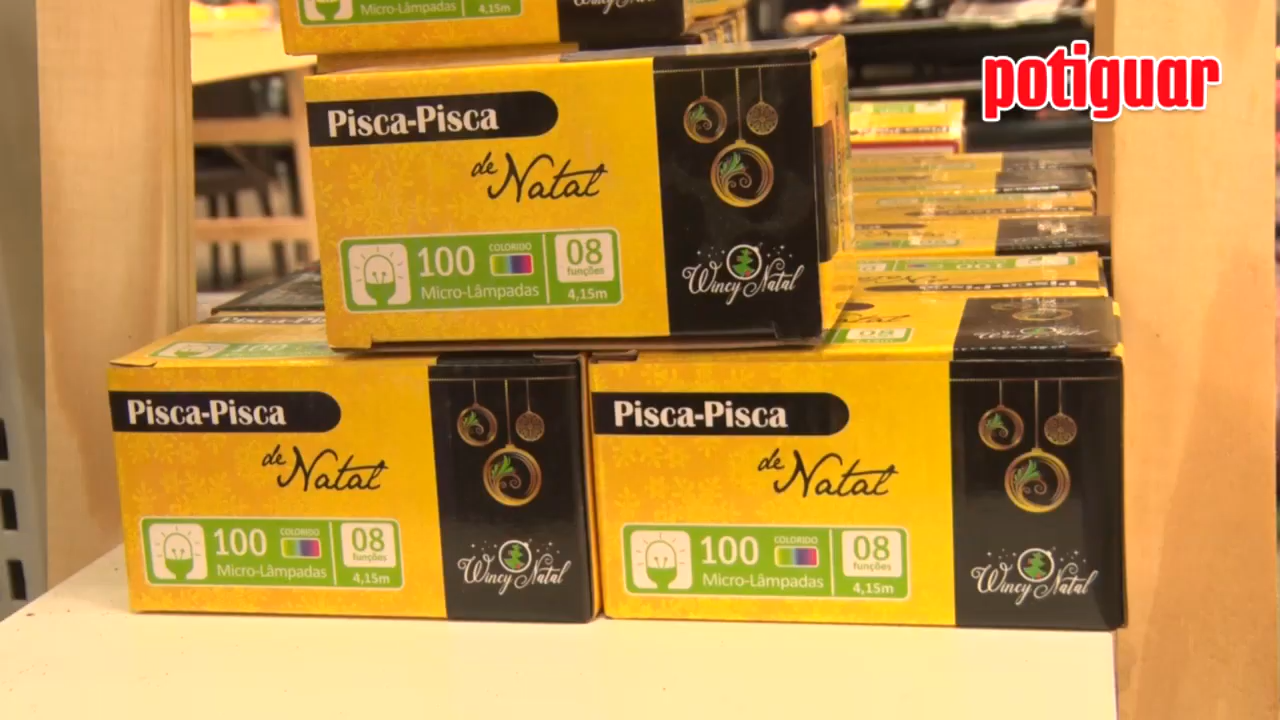 Micro-Lâmpadas 4,15m
potiguar
Pisca-Pisca
de Natal
100 COLORIDO 08 funções
Micro-Lâmpadas 4,15m
Wincy Natal
Pisca-Pisca
de Natal
100 COLORIDO 08 funções
Micro-Lâmpadas 4,15m
Wincy Natal
Pisca-Pisca
de Natal
100 COLORIDO 08 funções
Micro-Lâmpadas 4,15m
Wincy Natal